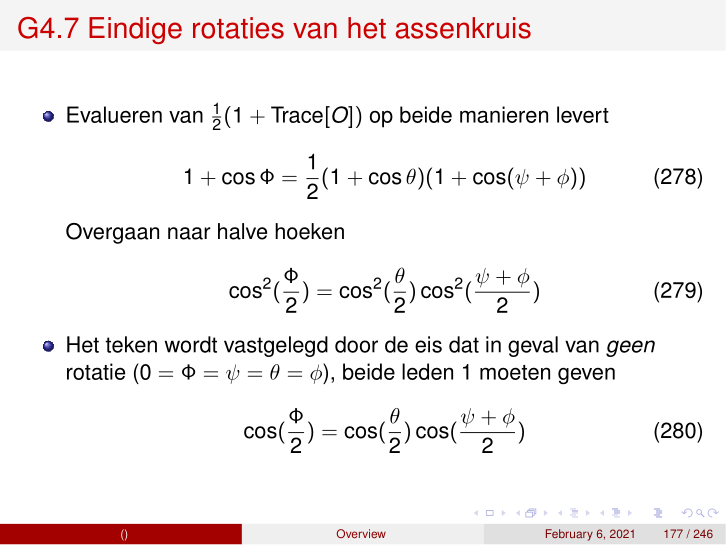 G4.7 Eindige rotaties van het assenkruis
Evalueren van $\frac{1}{2}(1 + \text{Trace}[O])$ op beide manieren levert
$1 + \cos \Phi = \frac{1}{2}(1 + \cos \theta)(1 + \cos(\psi + \phi))$ (278)
Overgaan naar halve hoeken
$\cos^2(\frac{\Phi}{2}) = \cos^2(\frac{\theta}{2}) \cos^2(\frac{\psi + \phi}{2})$ (279)
Het teken wordt vastgelegd door de eis dat in geval van geen
rotatie ($0 = \Phi = \psi = \theta = \phi$), beide leden 1 moeten geven
$\cos(\frac{\Phi}{2}) = \cos(\frac{\theta}{2}) \cos(\frac{\psi + \phi}{2})$ (280)
() Overview February 6, 2021 177 / 246